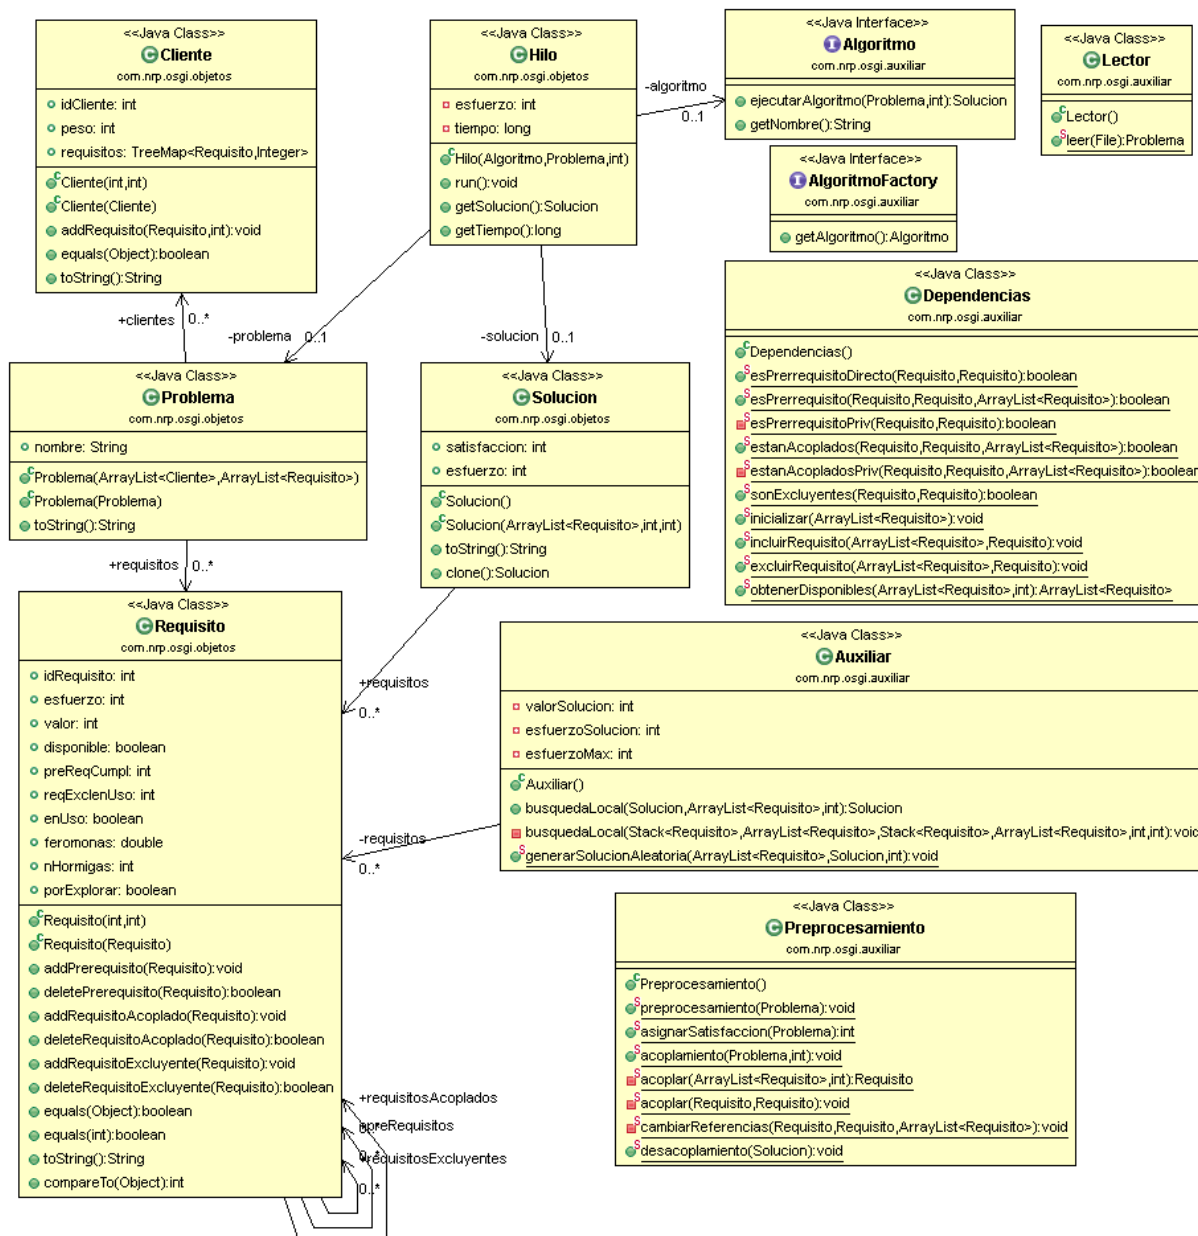 <<Java Class>>
Cliente
com.nrp.osgi.objetos
idCliente: int
peso: int
requisitos: TreeMap<Requisito,Integer>
Cliente(int,int)
Cliente(Cliente)
addRequisito(Requisito,int):void
equals(Object):boolean
toString():String
<<Java Class>>
Hilo
com.nrp.osgi.objetos
esfuerzo: int
tiempo: long
Hilo(Algoritmo,Problema,int)
run():void
getSolucion():Solucion
getTiempo():long
-algoritmo
0..1
<<Java Interface>>
Algoritmo
com.nrp.osgi.auxiliar
ejecutarAlgoritmo(Problema,int):Solucion
getNombre():String
<<Java Class>>
Lector
com.nrp.osgi.auxiliar
Lector()
leer(File):Problema
<<Java Interface>>
AlgoritmoFactory
com.nrp.osgi.auxiliar
getAlgoritmo():Algoritmo
+clientes
0..*
-problema
0..1
-solucion
0..1
<<Java Class>>
Dependencias
com.nrp.osgi.auxiliar
Dependencias()
esPrerrequisitoDirecto(Requisito,Requisito):boolean
esPrerrequisito(Requisito,Requisito,ArrayList<Requisito>):boolean
esPrerrequisitoPriv(Requisito,Requisito):boolean
estanAcoplados(Requisito,Requisito,ArrayList<Requisito>):boolean
estanAcopladosPriv(Requisito,Requisito,ArrayList<Requisito>):boolean
sonExcluyentes(Requisito,Requisito):boolean
inicializar(ArrayList<Requisito>):void
incluirRequisito(ArrayList<Requisito>,Requisito):void
excluirRequisito(ArrayList<Requisito>,Requisito):void
obtenerDisponibles(ArrayList<Requisito>,int):ArrayList<Requisito>
<<Java Class>>
Problema
com.nrp.osgi.objetos
nombre: String
Problema(ArrayList<Cliente>,ArrayList<Requisito>)
Problema(Problema)
toString():String
<<Java Class>>
Solucion
com.nrp.osgi.objetos
satisfaccion: int
esfuerzo: int
Solucion()
Solucion(ArrayList<Requisito>,int,int)
toString():String
clone():Solucion
+requisitos
0..*
<<Java Class>>
Requisito
com.nrp.osgi.objetos
idRequisito: int
esfuerzo: int
valor: int
disponible: boolean
preReqCumpl: int
reqExclenUso: int
enUso: boolean
feromonas: double
nHormigas: int
porExplorar: boolean
Requisito(int,int)
Requisito(Requisito)
addPrerequisito(Requisito):void
deletePrerequisito(Requisito):boolean
addRequisitoAcoplado(Requisito):void
deleteRequisitoAcoplado(Requisito):boolean
addRequisitoExcluyente(Requisito):void
deleteRequisitoExcluyente(Requisito):boolean
equals(Object):boolean
equals(int):boolean
toString():String
compareTo(Object):int
+requisitos
0..*
<<Java Class>>
Auxiliar
com.nrp.osgi.auxiliar
valorSolucion: int
esfuerzoSolucion: int
esfuerzoMax: int
Auxiliar()
busquedaLocal(Solucion,ArrayList<Requisito>,int):Solucion
busquedaLocal(Stack<Requisito>,ArrayList<Requisito>,Stack<Requisito>,ArrayList<Requisito>,int,int):void
generarSolucionAleatoria(ArrayList<Requisito>,Solucion,int):void
-requisitos
0..*
<<Java Class>>
Preprocesamiento
com.nrp.osgi.auxiliar
Preprocesamiento()
preprocesamiento(Problema):void
asignarSatisfaccion(Problema):int
acoplamiento(Problema,int):void
acoplar(ArrayList<Requisito>,int):Requisito
acoplar(Requisito,Requisito):void
cambiarReferencias(Requisito,Requisito,ArrayList<Requisito>):void
desacoplamiento(Solucion):void
+requisitosAcoplados
0..*
+preRequisitos
0..*
+requisitosExcluyentes
0..*